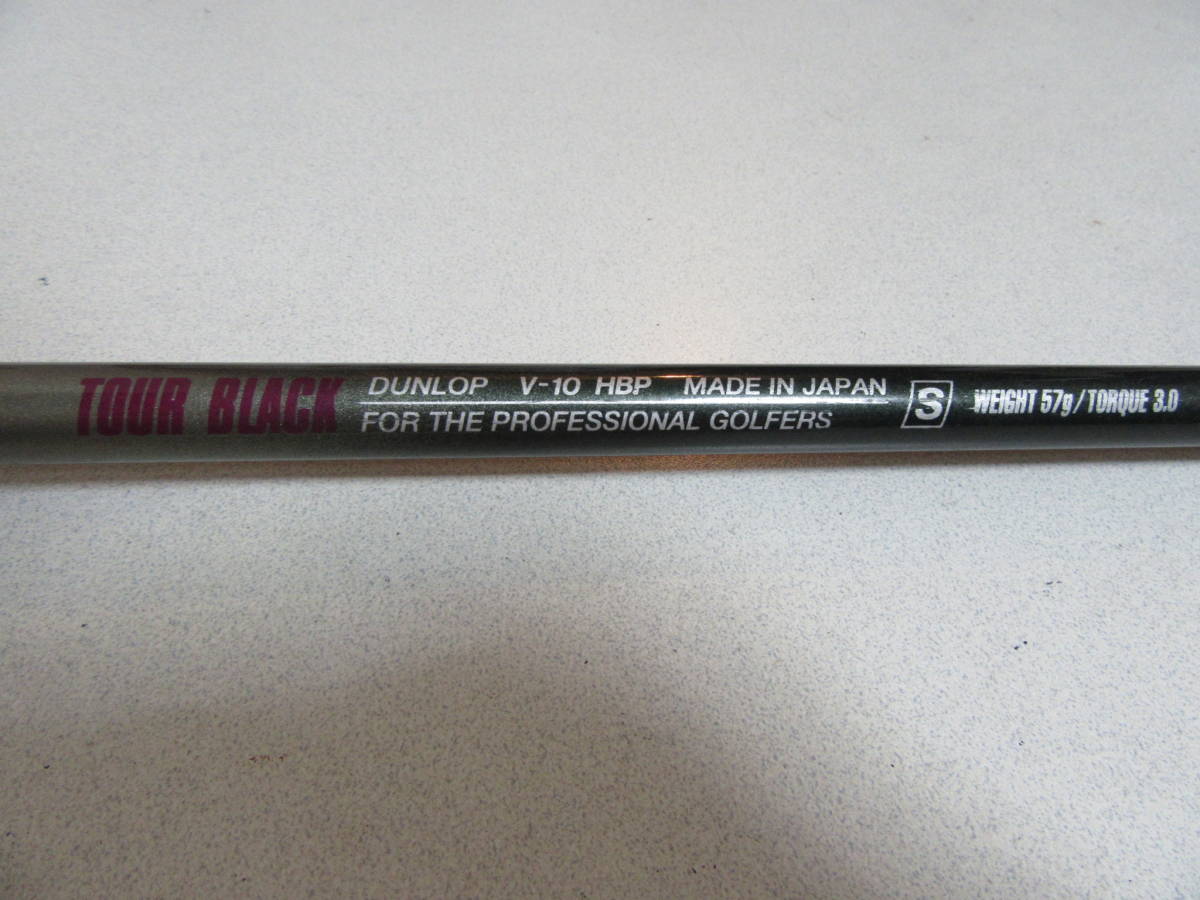 TOUR BLACK
DUNLOP V-10 HBP MADE IN JAPAN
FOR THE PROFESSIONAL GOLFERS
S
WEIGHT 57g/TORQUE 3.0